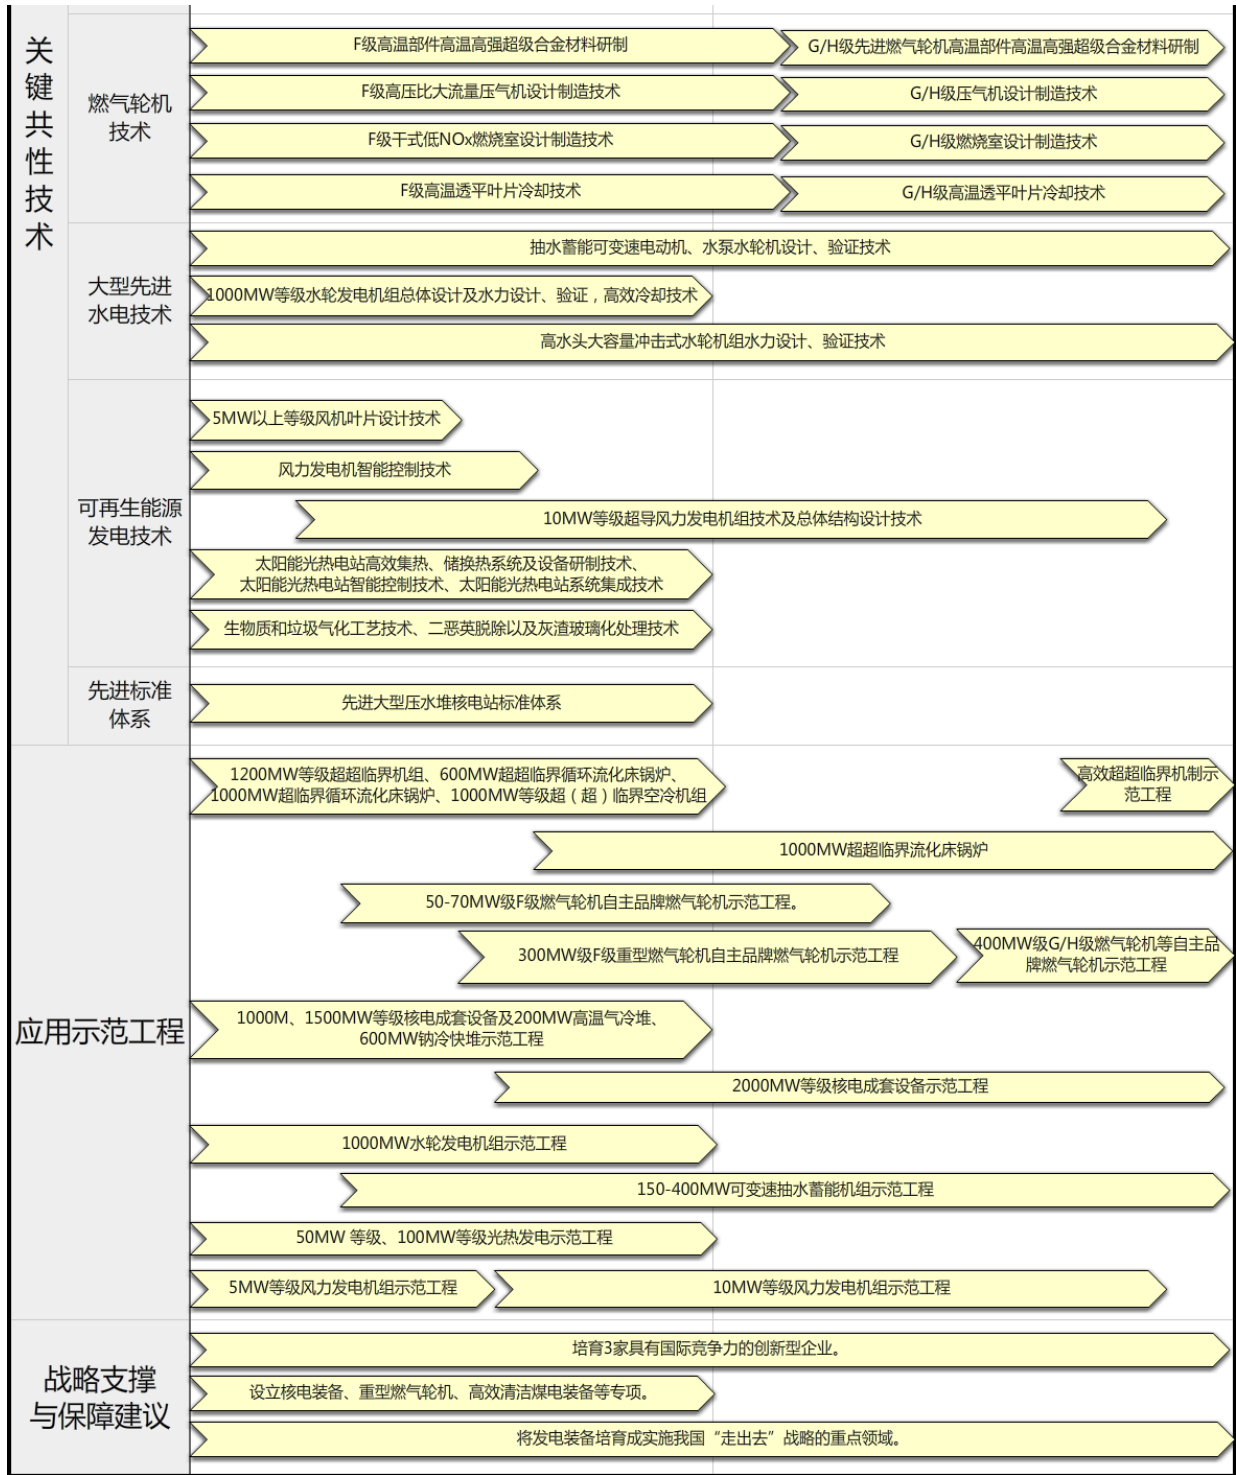 关键共性技术
燃气轮机
技术
F级高温部件高温高强超级合金材料研制
G/H级先进燃气轮机高温部件高温高强超级合金材料研制
F级高压比大流量压气机设计制造技术
G/H级压气机设计制造技术
F级干式低NOx燃烧室设计制造技术
G/H级燃烧室设计制造技术
F级高温透平叶片冷却技术
G/H级高温透平叶片冷却技术
大型先进
水电技术
抽水蓄能可变速电动机、水泵水轮机设计、验证技术
1000MW等级水轮发电机组总体设计及水力设计、验证，高效冷却技术
高水头大容量冲击式水轮机组水力设计、验证技术
可再生能源
发电技术
5MW以上等级风机叶片设计技术
风力发电机智能控制技术
10MW等级超导风力发电机组技术及总体结构设计技术
太阳能光热电站高效集热、储换热系统及设备研制技术、
太阳能光热电站智能控制技术、太阳能光热电站系统集成技术
生物质和垃圾气化工艺技术、二恶英脱除以及灰渣玻璃化处理技术
先进标准
体系
先进大型压水堆核电站标准体系
应用示范工程
1200MW等级超超临界机组、600MW超超临界循环流化床锅炉、
1000MW超临界循环流化床锅炉、1000MW等级超（超）临界空冷机组
高效超超临界机制示
范工程
1000MW超超临界流化床锅炉
50-70MW级F级燃气轮机自主品牌燃气轮机示范工程。
300MW级F级重型燃气轮机自主品牌燃气轮机示范工程
400MW级G/H级燃气轮机等自主品
牌燃气轮机示范工程
1000M、1500MW等级核电成套设备及200MW高温气冷堆、
600MW钠冷快堆示范工程
2000MW等级核电成套设备示范工程
1000MW水轮发电机组示范工程
150-400MW可变速抽水蓄能机组示范工程
50MW 等级、100MW等级光热发电示范工程
5MW等级风力发电机组示范工程
10MW等级风力发电机组示范工程
战略支撑
与保障建议
培育3家具有国际竞争力的创新型企业。
设立核电装备、重型燃气轮机、高效清洁煤电装备等专项。
将发电装备培育成实施我国“走出去”战略的重点领域。